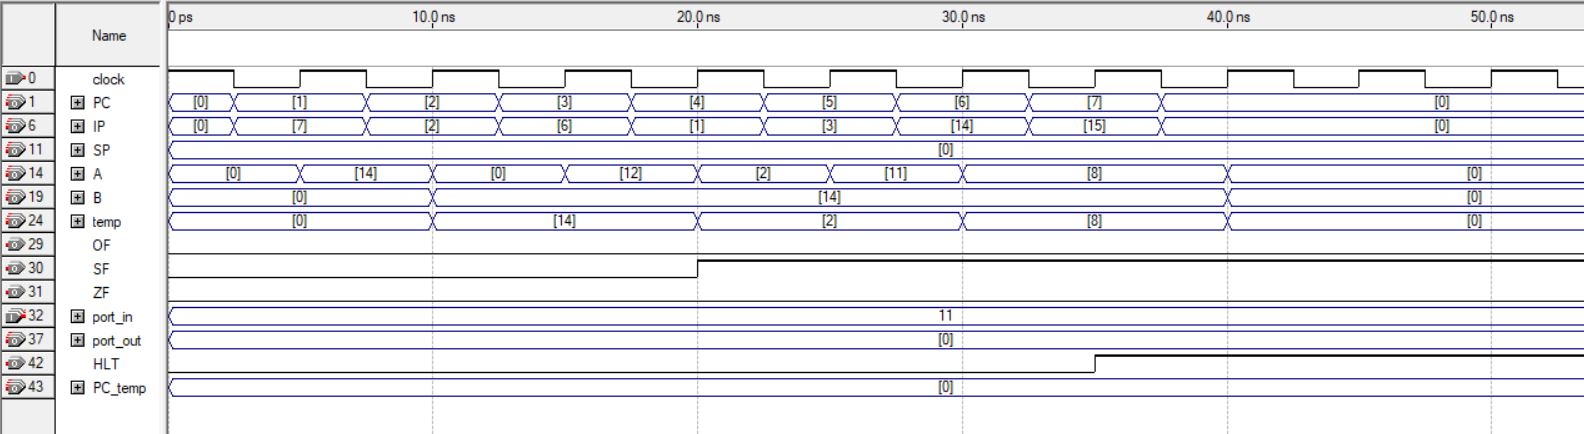 0 ps 10.0 ns 20.0 ns 30.0 ns 40.0 ns 50.0 ns
Name
0 clock
1 PC [0] [1] [2] [3] [4] [5] [6] [7] [0]
6 IP [0] [7] [2] [6] [1] [3] [14] [15] [0]
11 SP [0]
14 A [0] [14] [0] [12] [2] [11] [8] [0]
19 B [0] [14] [0]
24 temp [0] [14] [2] [8] [0]
29 OF
30 SF
31 ZF
32 port_in 11
37 port_out [0]
42 HLT
43 PC_temp [0]